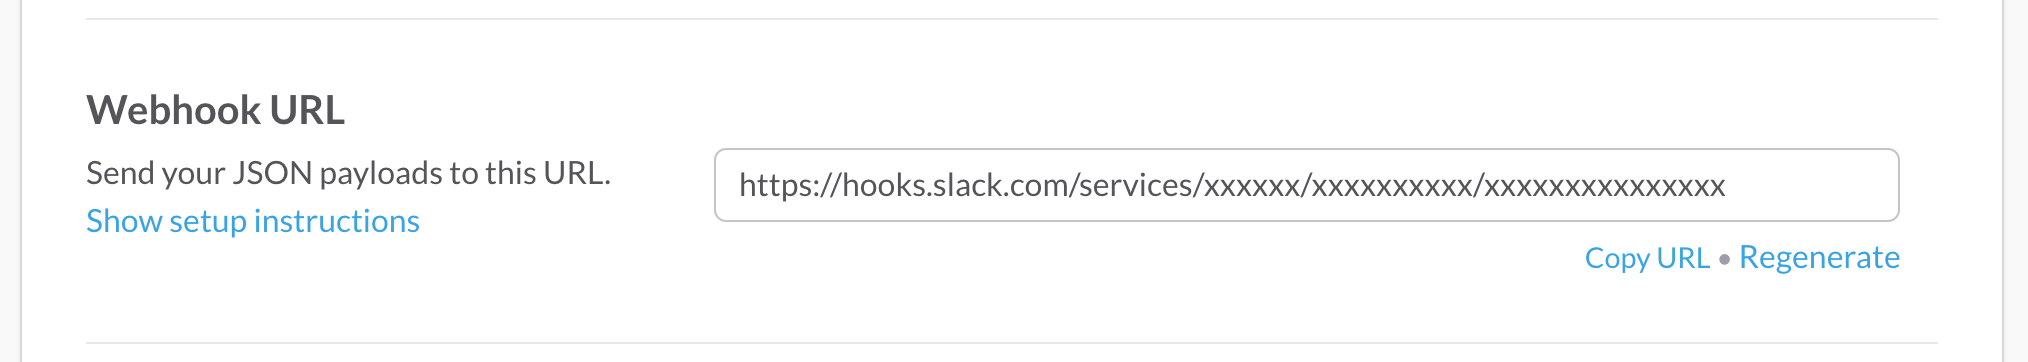 Webhook URL
Send your JSON payloads to this URL.
Show setup instructions
https://hooks.slack.com/services/xxxxxx/xxxxxxxxxx/xxxxxxxxxxxxxxx
Copy URL • Regenerate